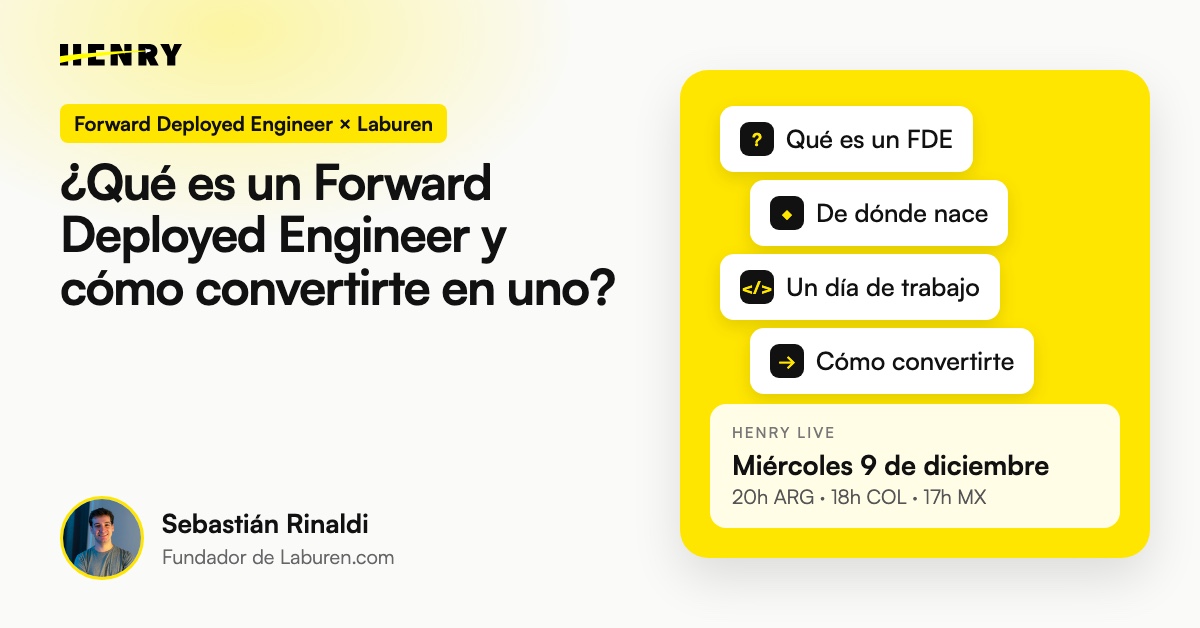 HENRY
Forward Deployed Engineer × Laburen
¿Qué es un Forward
Deployed Engineer y
cómo convertirte en uno?
Sebastián Rinaldi
Fundador de Laburen.com
? Qué es un FDE
◆ De dónde nace
</> Un día de trabajo
→ Cómo convertirte
HENRY LIVE
Miércoles 9 de diciembre
20h ARG · 18h COL · 17h MX